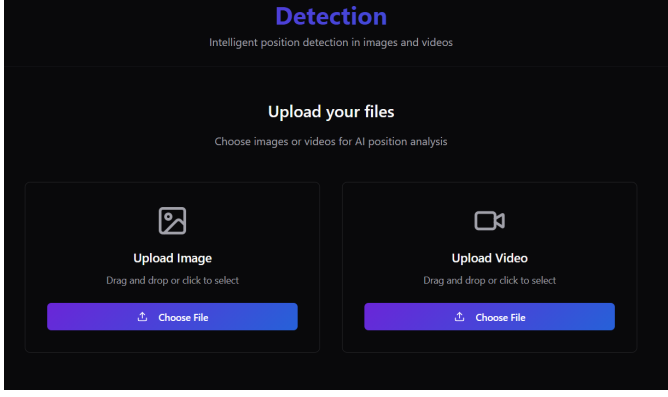 Detection
Intelligent position detection in images and videos
Upload your files
Choose images or videos for AI position analysis
Upload Image
Drag and drop or click to select
Choose File
Upload Video
Drag and drop or click to select
Choose File